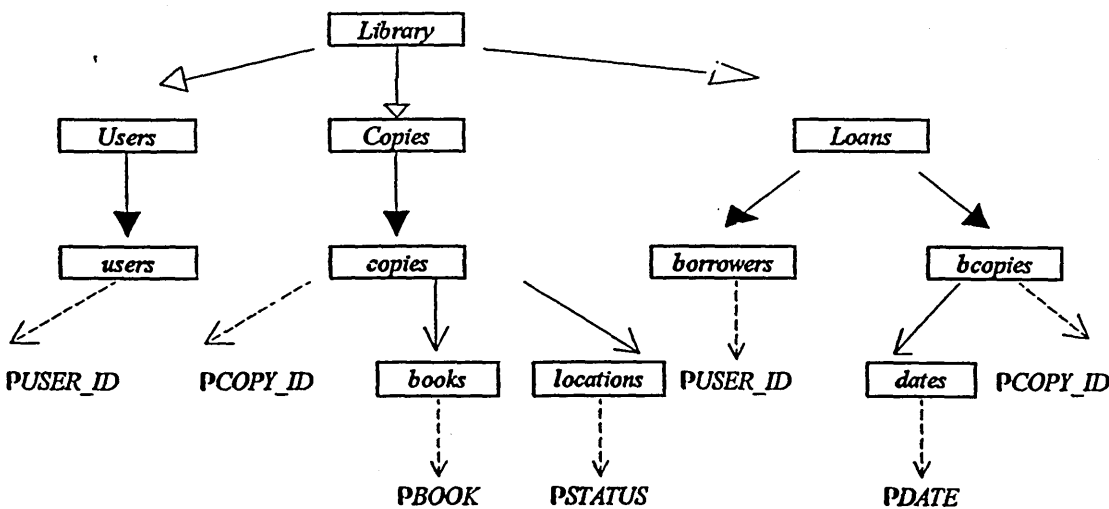 Library
Users
Copies
Loans
users
copies
borrowers
bcopies
PUSER_ID
PCOPY_ID
books
locations
PUSER_ID
dates
PCOPY_ID
PBOOK
PSTATUS
PDATE